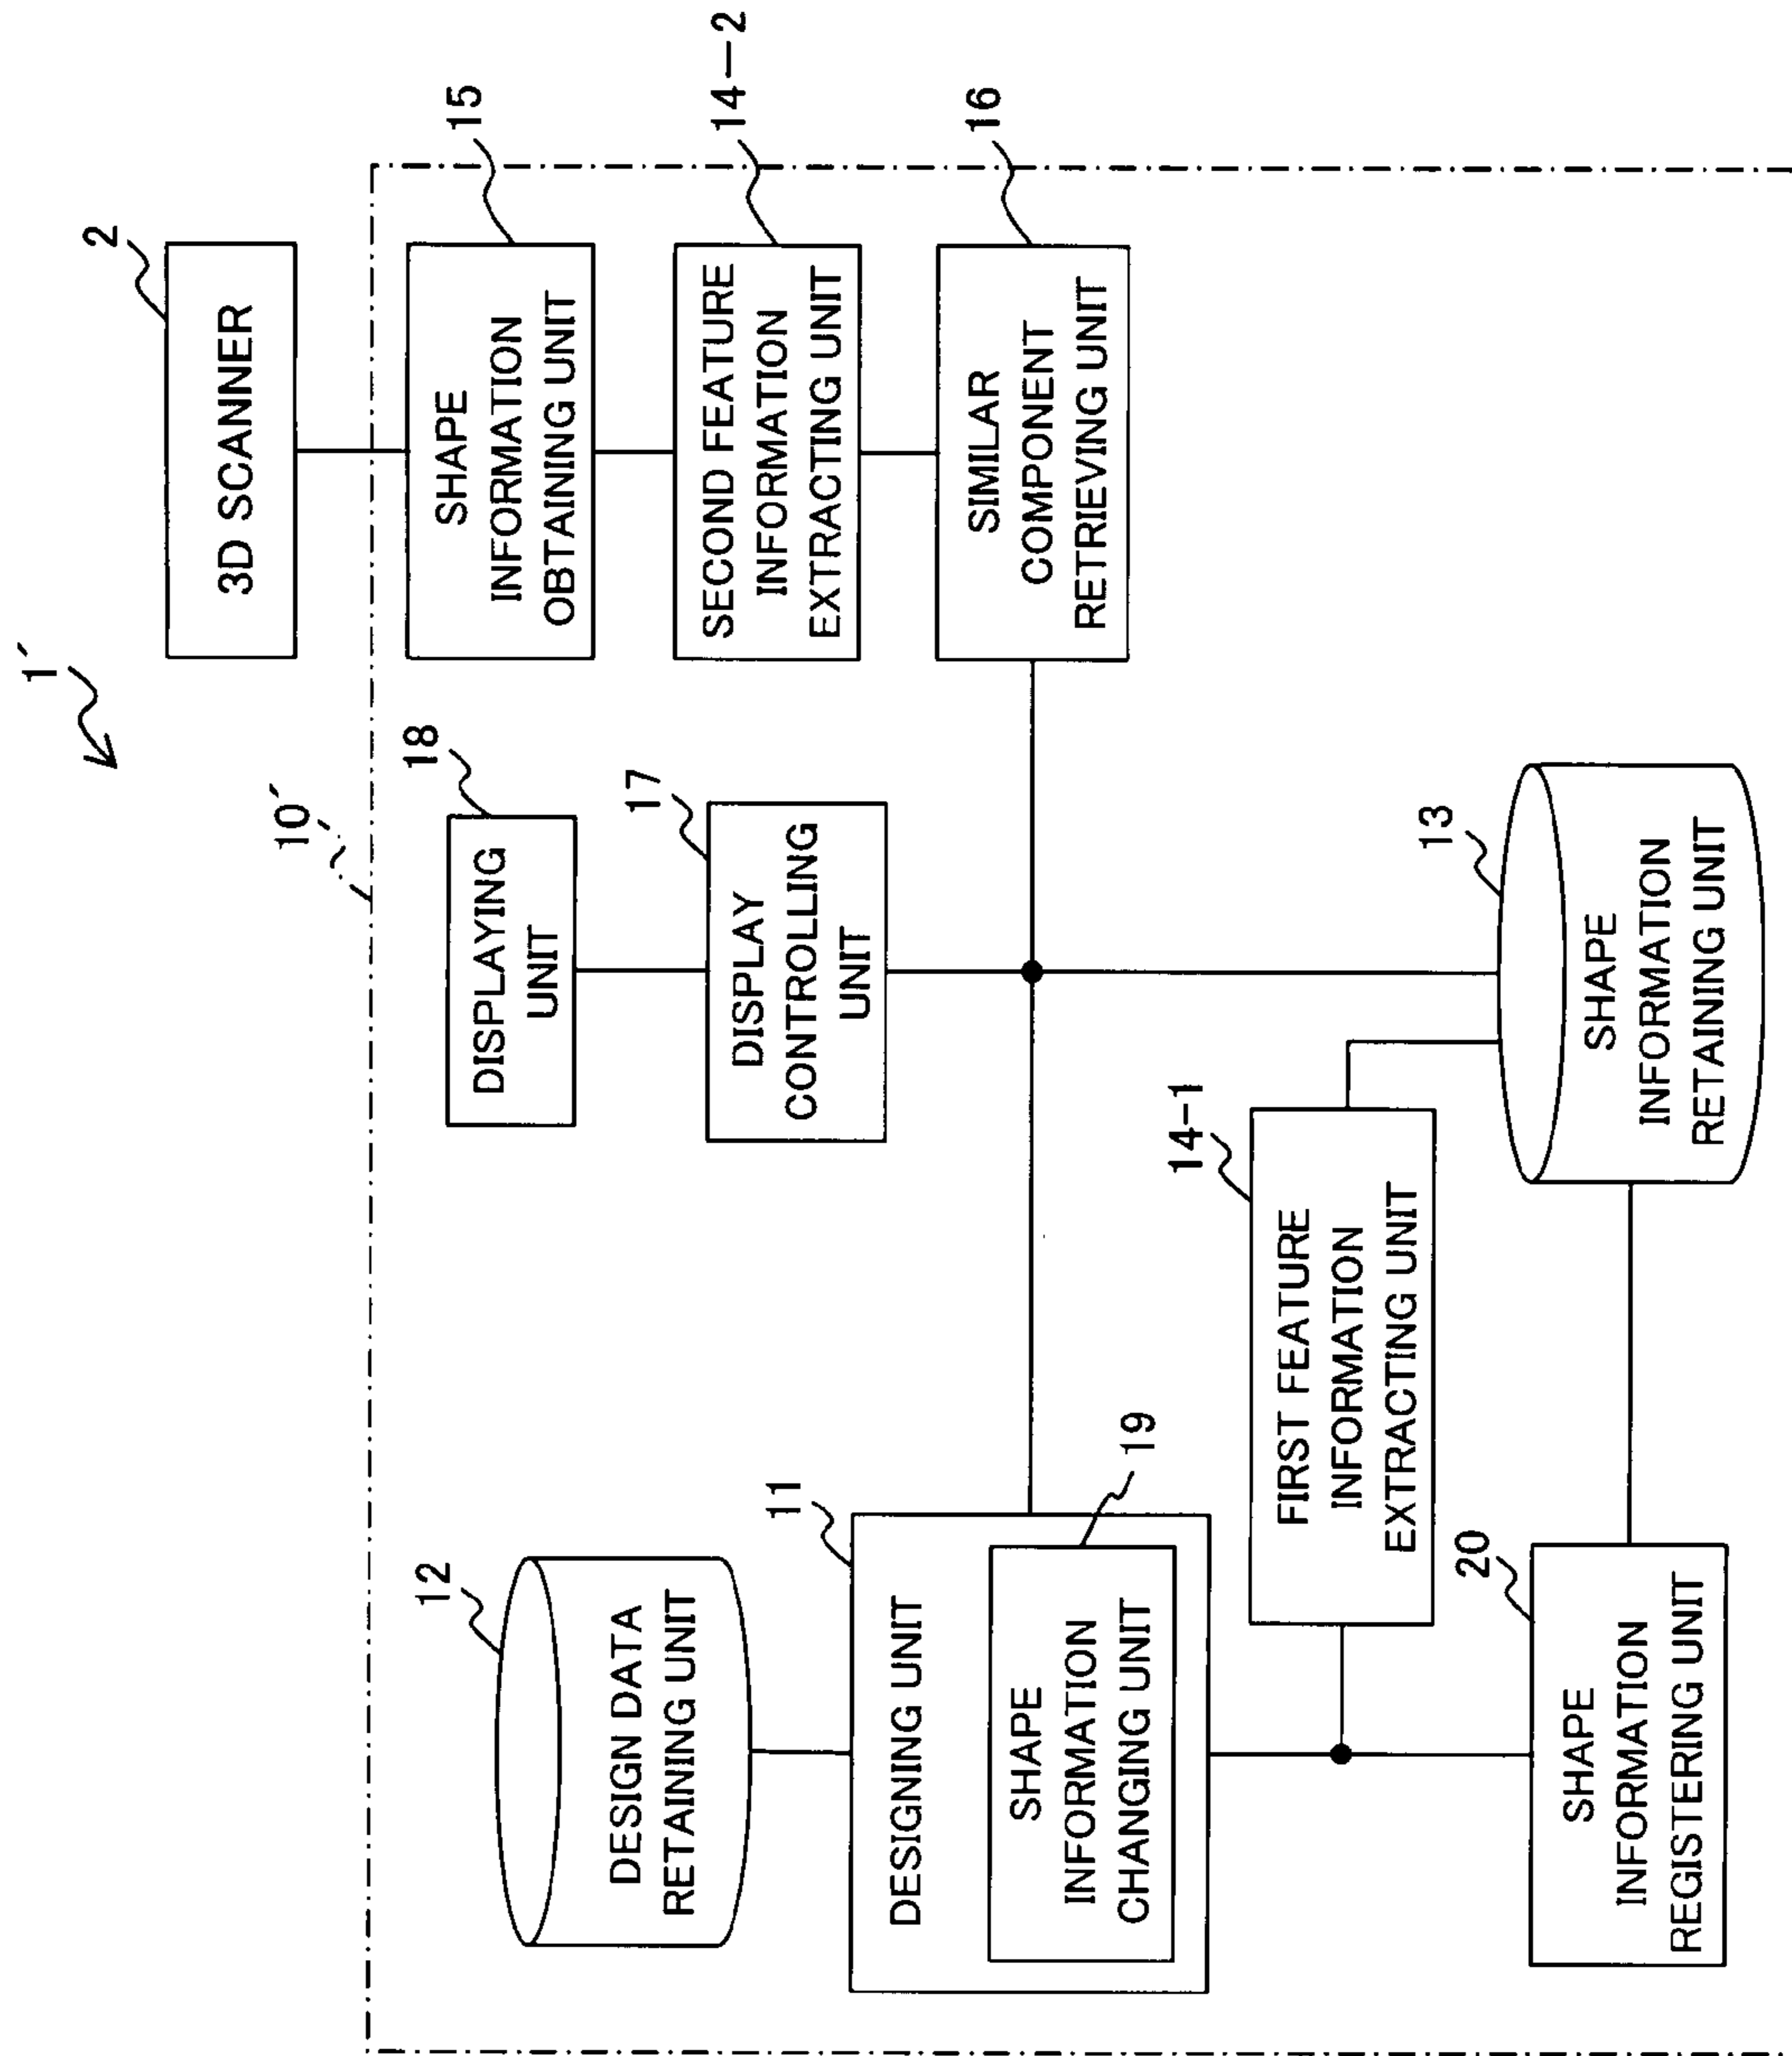 1´
2
3D SCANNER
10´
12
DESIGN DATA
RETAINING UNIT
18
DISPLAYING
UNIT
15
SHAPE
INFORMATION
OBTAINING UNIT
17
DISPLAY
CONTROLLING
UNIT
14-2
SECOND FEATURE
INFORMATION
EXTRACTING UNIT
11
DESIGNING UNIT
19
SHAPE
INFORMATION
CHANGING UNIT
16
SIMILAR
COMPONENT
RETRIEVING UNIT
14-1
FIRST FEATURE
INFORMATION
EXTRACTING UNIT
13
SHAPE
INFORMATION
RETAINING UNIT
20
SHAPE
INFORMATION
REGISTERING UNIT